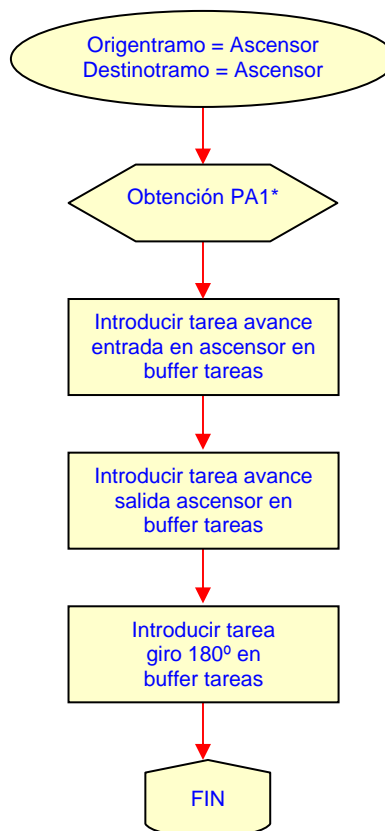 Origentramo = Ascensor
Destinotramo = Ascensor
Obtención PA1*
Introducir tarea avance
entrada en ascensor en
buffer tareas
Introducir tarea avance
salida ascensor en
buffer tareas
Introducir tarea
giro 180º en
buffer tareas
FIN